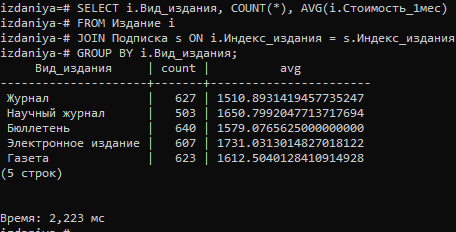 izdaniya=# SELECT i.Вид_издания, COUNT(*), AVG(i.Стоимость_1мес)
izdaniya=# FROM Издание i
izdaniya=# JOIN Подписка s ON i.Индекс_издания = s.Индекс_издания
izdaniya=# GROUP BY i.Вид_издания;
Вид_издания | count | avg
--------------------+-------+-----------------------
Журнал | 627 | 1510.8931419457735247
Научный журнал | 503 | 1650.7992047713717694
Бюллетень | 640 | 1579.0765625000000000
Электронное издание | 607 | 1731.0313014827018122
Газета | 623 | 1612.5040128410914928
(5 строк)
Время: 2,223 мс
izdaniya=#